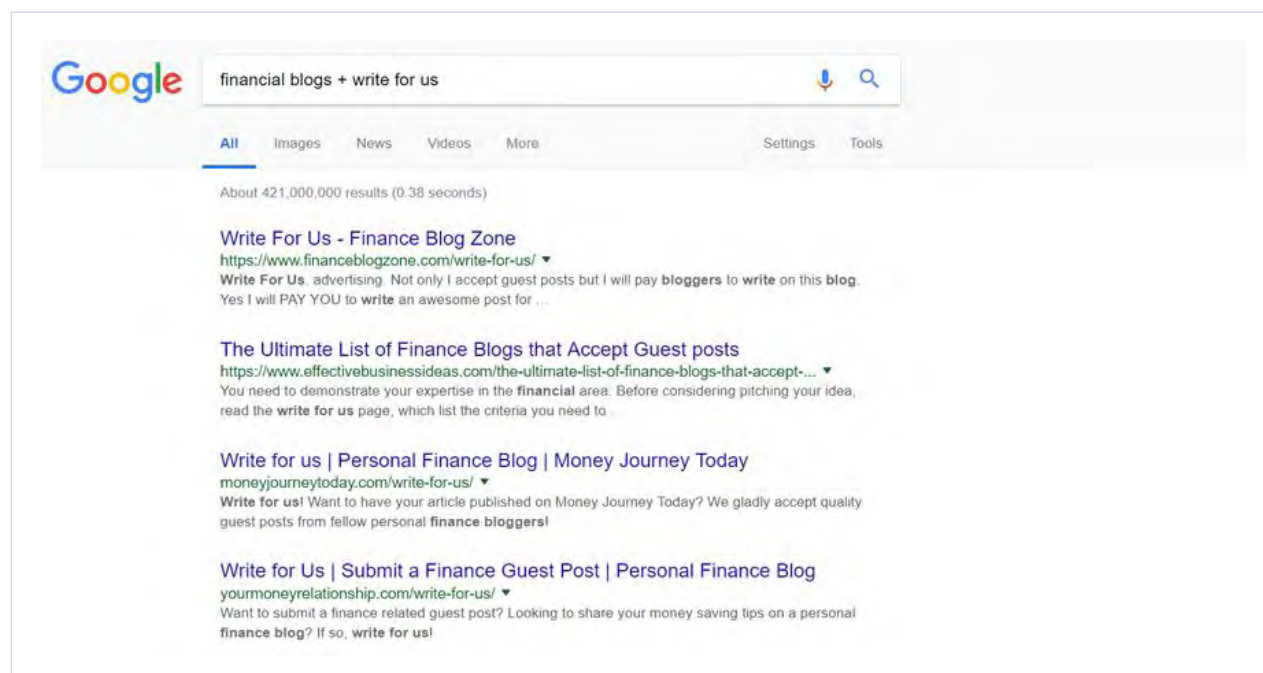 Google
financial blogs + write for us
All Images News Videos More Settings Tools
About 421,000,000 results (0.38 seconds)
Write For Us - Finance Blog Zone
https://www.financeblogzone.com/write-for-us/
Write For Us. advertising. Not only I accept guest posts but I will pay bloggers to write on this blog.
Yes I will PAY YOU to write an awesome post for ...
The Ultimate List of Finance Blogs that Accept Guest posts
https://www.effectivebusinessideas.com/the-ultimate-list-of-finance-blogs-that-accept-...
You need to demonstrate your expertise in the financial area. Before considering pitching your idea,
read the write for us page, which list the criteria you need to
Write for us | Personal Finance Blog | Money Journey Today
moneyjourneytoday.com/write-for-us/
Write for us! Want to have your article published on Money Journey Today? We gladly accept quality
guest posts from fellow personal finance bloggers!
Write for Us | Submit a Finance Guest Post | Personal Finance Blog
yourmoneyrelationship.com/write-for-us/
Want to submit a finance related guest post? Looking to share your money saving tips on a personal
finance blog? If so, write for us!